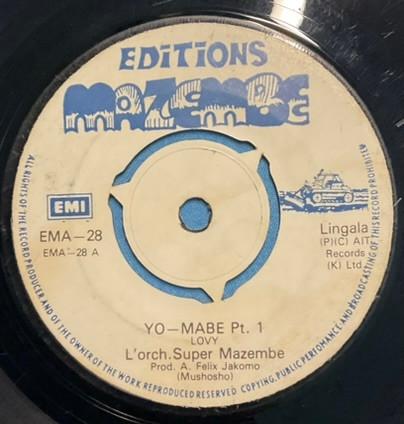 EDITIONS
MAZEMBE
EMI
EMA-28
EMA-28 A
Lingala
(P)(C) AIT
Records
(K) Ltd
YO-MABE Pt. 1
LOVY
L'orch.Super Mazembe
Prod. A. Felix Jakomo
(Mushosho)
ALL RIGHTS OF THE RECORD PRODUCER AND OF THE OWNER OF THE WORK REPRODUCED RESERVED COPYING, PUBLIC PERFOMANCE AND BROADCASTING OF THIS RECORD PROHIBITED